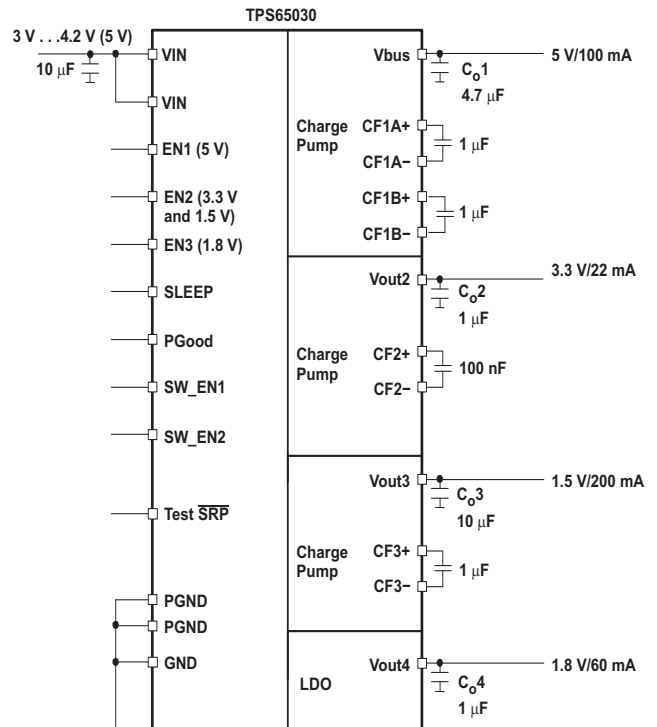 TPS65030
3 V . . .4.2 V (5 V)
10 μF
VIN
VIN
EN1 (5 V)
EN2 (3.3 V
and 1.5 V)
EN3 (1.8 V)
SLEEP
PGood
SW_EN1
SW_EN2
Test SRP
PGND
PGND
GND
Charge
Pump
Vbus
CF1A+
CF1A−
CF1B+
CF1B−
Co1
4.7 μF
5 V/100 mA
1 μF
1 μF
Charge
Pump
Vout2
CF2+
CF2−
Co2
1 μF
3.3 V/22 mA
100 nF
Charge
Pump
Vout3
CF3+
CF3−
Co3
10 μF
1.5 V/200 mA
1 μF
LDO
Vout4
Co4
1 μF
1.8 V/60 mA